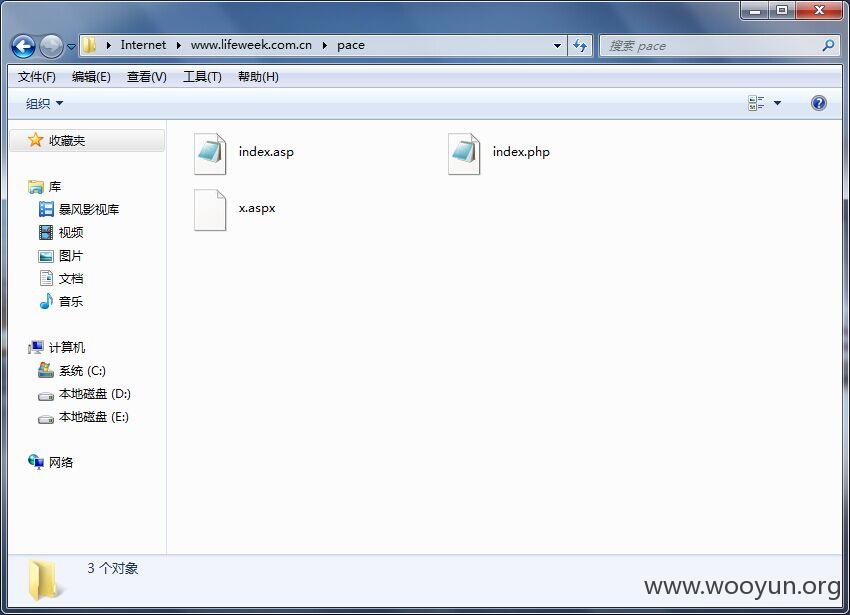 Internet www.lifeweek.com.cn pace
搜索 pace
文件(F) 编辑(E) 查看(V) 工具(T) 帮助(H)
组织
收藏夹
库
暴风影视库
视频
图片
文档
音乐
计算机
系统 (C:)
本地磁盘 (D:)
本地磁盘 (E:)
网络
index.asp
index.php
x.aspx
3 个对象
www.wooyun.org